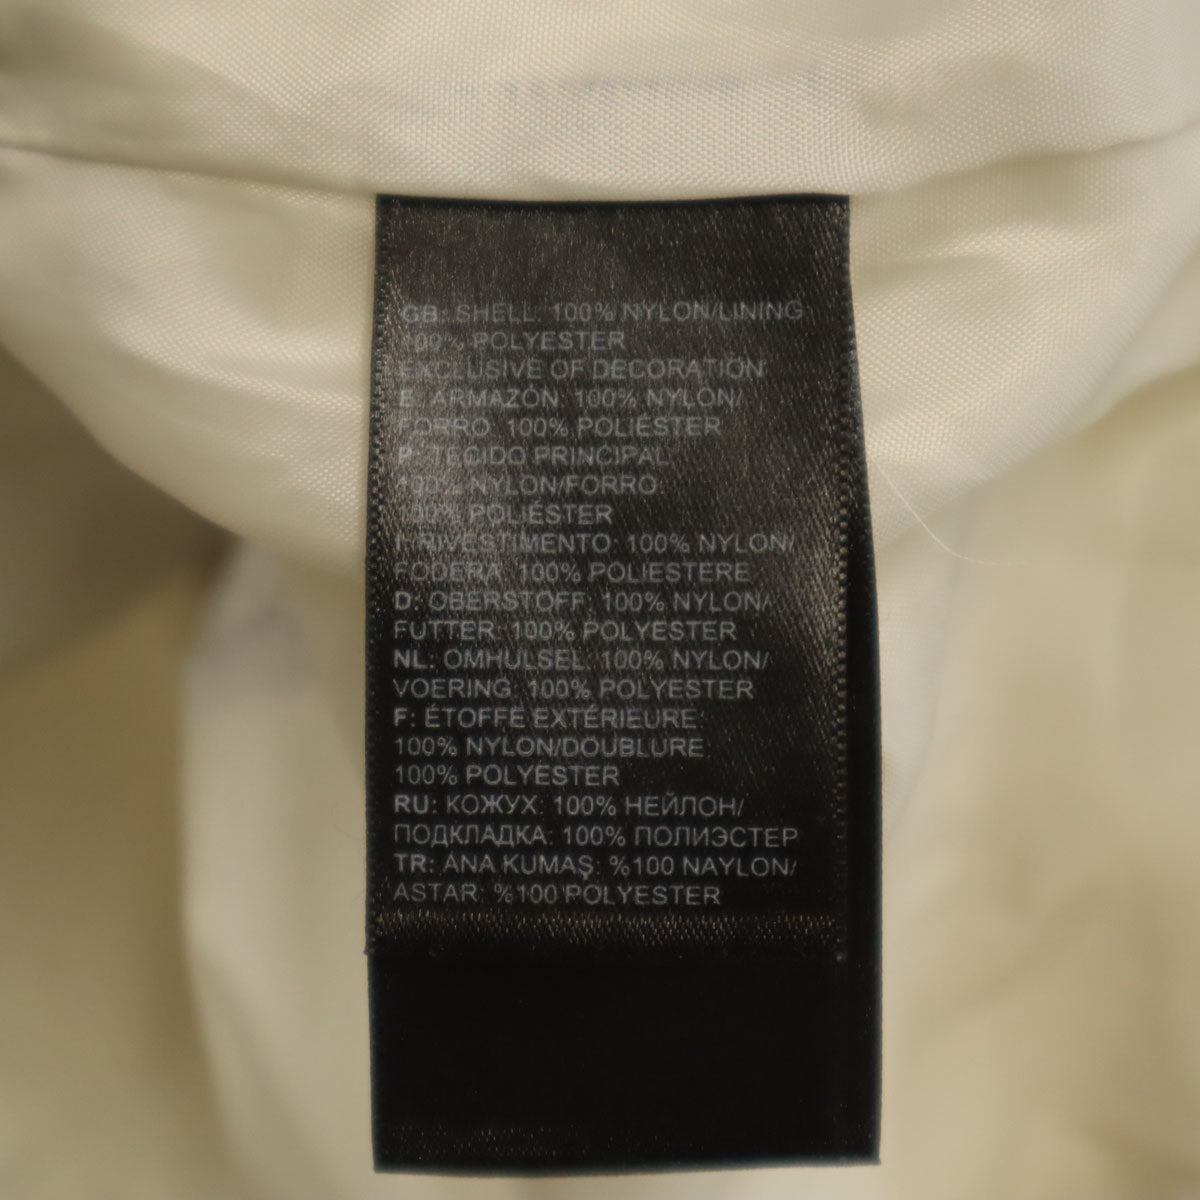 GB: SHELL: 100% NYLON/LINING
100% POLYESTER
EXCLUSIVE OF DECORATION
E: ARMAZÓN: 100% NYLON/
FORRO: 100% POLIÉSTER
P: TECIDO PRINCIPAL:
100% NYLON/FORRO:
100% POLIÉSTER
I: RIVESTIMENTO: 100% NYLON/
FODERA: 100% POLIESTERE
D: OBERSTOFF: 100% NYLON/
FUTTER: 100% POLYESTER
NL: OMHULSEL: 100% NYLON/
VOERING: 100% POLYESTER
F: ÉTOFFE EXTÉRIEURE:
100% NYLON/DOUBLURE:
100% POLYESTER
RU: КОЖУХ: 100% НЕЙЛОН/
ПОДКЛАДКА: 100% ПОЛИЭСТЕР
TR: ANA KUMAŞ: %100 NAYLON/
ASTAR: %100 POLYESTER